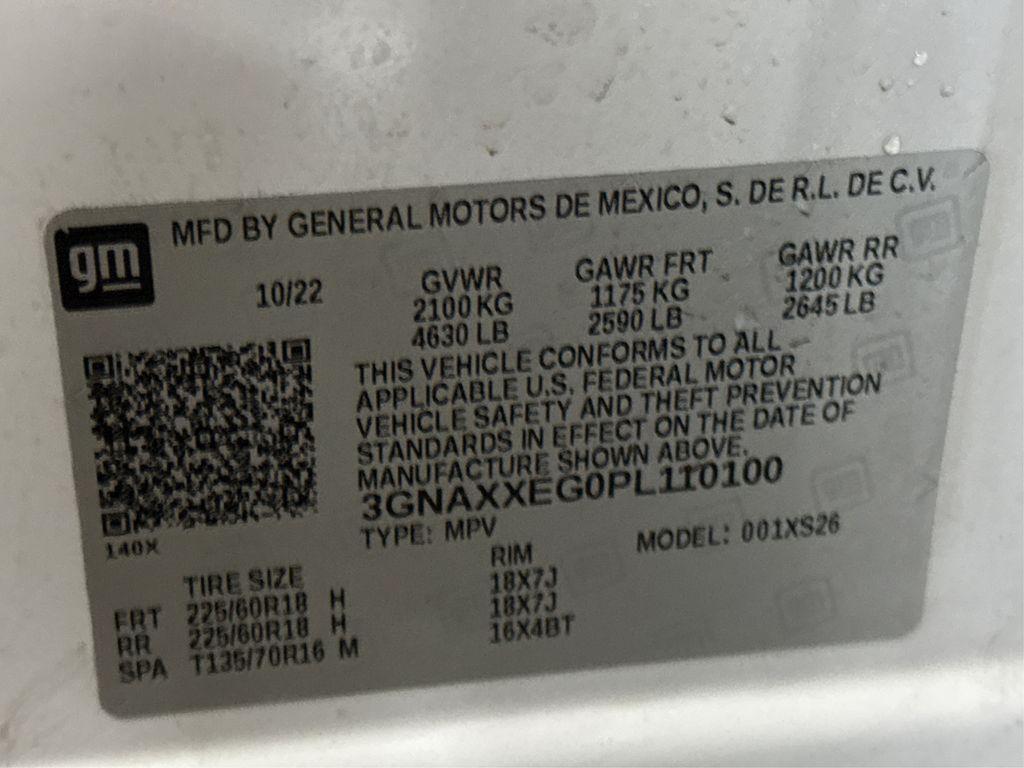 gm
MFD BY GENERAL MOTORS DE MEXICO, S. DE R.L. DE C.V.
10/22
GVWR
2100 KG
4630 LB
GAWR FRT
1175 KG
2590 LB
GAWR RR
1200 KG
2645 LB
THIS VEHICLE CONFORMS TO ALL
APPLICABLE U.S. FEDERAL MOTOR
VEHICLE SAFETY AND THEFT PREVENTION
STANDARDS IN EFFECT ON THE DATE OF
MANUFACTURE SHOWN ABOVE.
3GNAXXEG0PL110100
TYPE: MPV MODEL: 001XS26
140X
TIRE SIZE RIM
FRT 225/60R18 H 18X7J
RR 225/60R18 H 18X7J
SPA T135/70R16 M 16X4BT